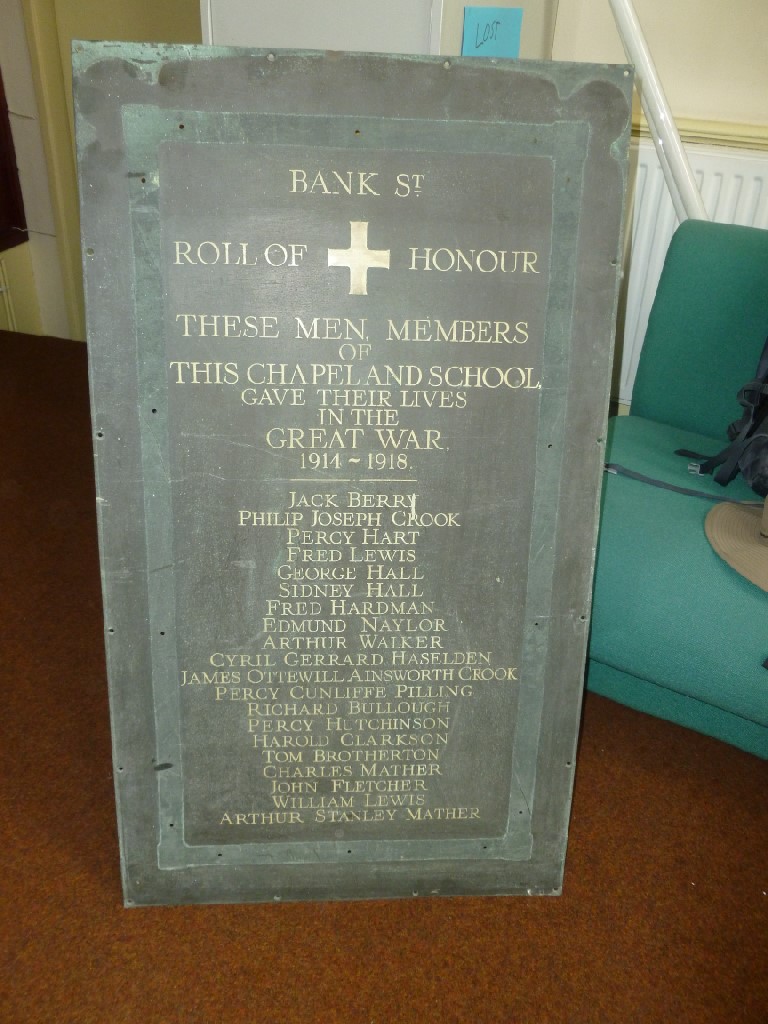 LOST
BANK ST
ROLL OF HONOUR
THESE MEN, MEMBERS
OF
THIS CHAPEL AND SCHOOL,
GAVE THEIR LIVES
IN THE
GREAT WAR.
1914 ~ 1918.
JACK BERRY
PHILIP JOSEPH CROOK
PERCY HART
FRED LEWIS
GEORGE HALL
SIDNEY HALL
FRED HARDMAN
EDMUND NAYLOR
ARTHUR WALKER
CYRIL GERRARD HASELDEN
JAMES OTTEWILL AINSWORTH CROOK
PERCY CUNLIFFE PILLING
RICHARD BULLOUGH
PERCY HUTCHINSON
HAROLD CLARKSON
TOM BROTHERTON
CHARLES MATHER
JOHN FLETCHER
WILLIAM LEWIS
ARTHUR STANLEY MATHER